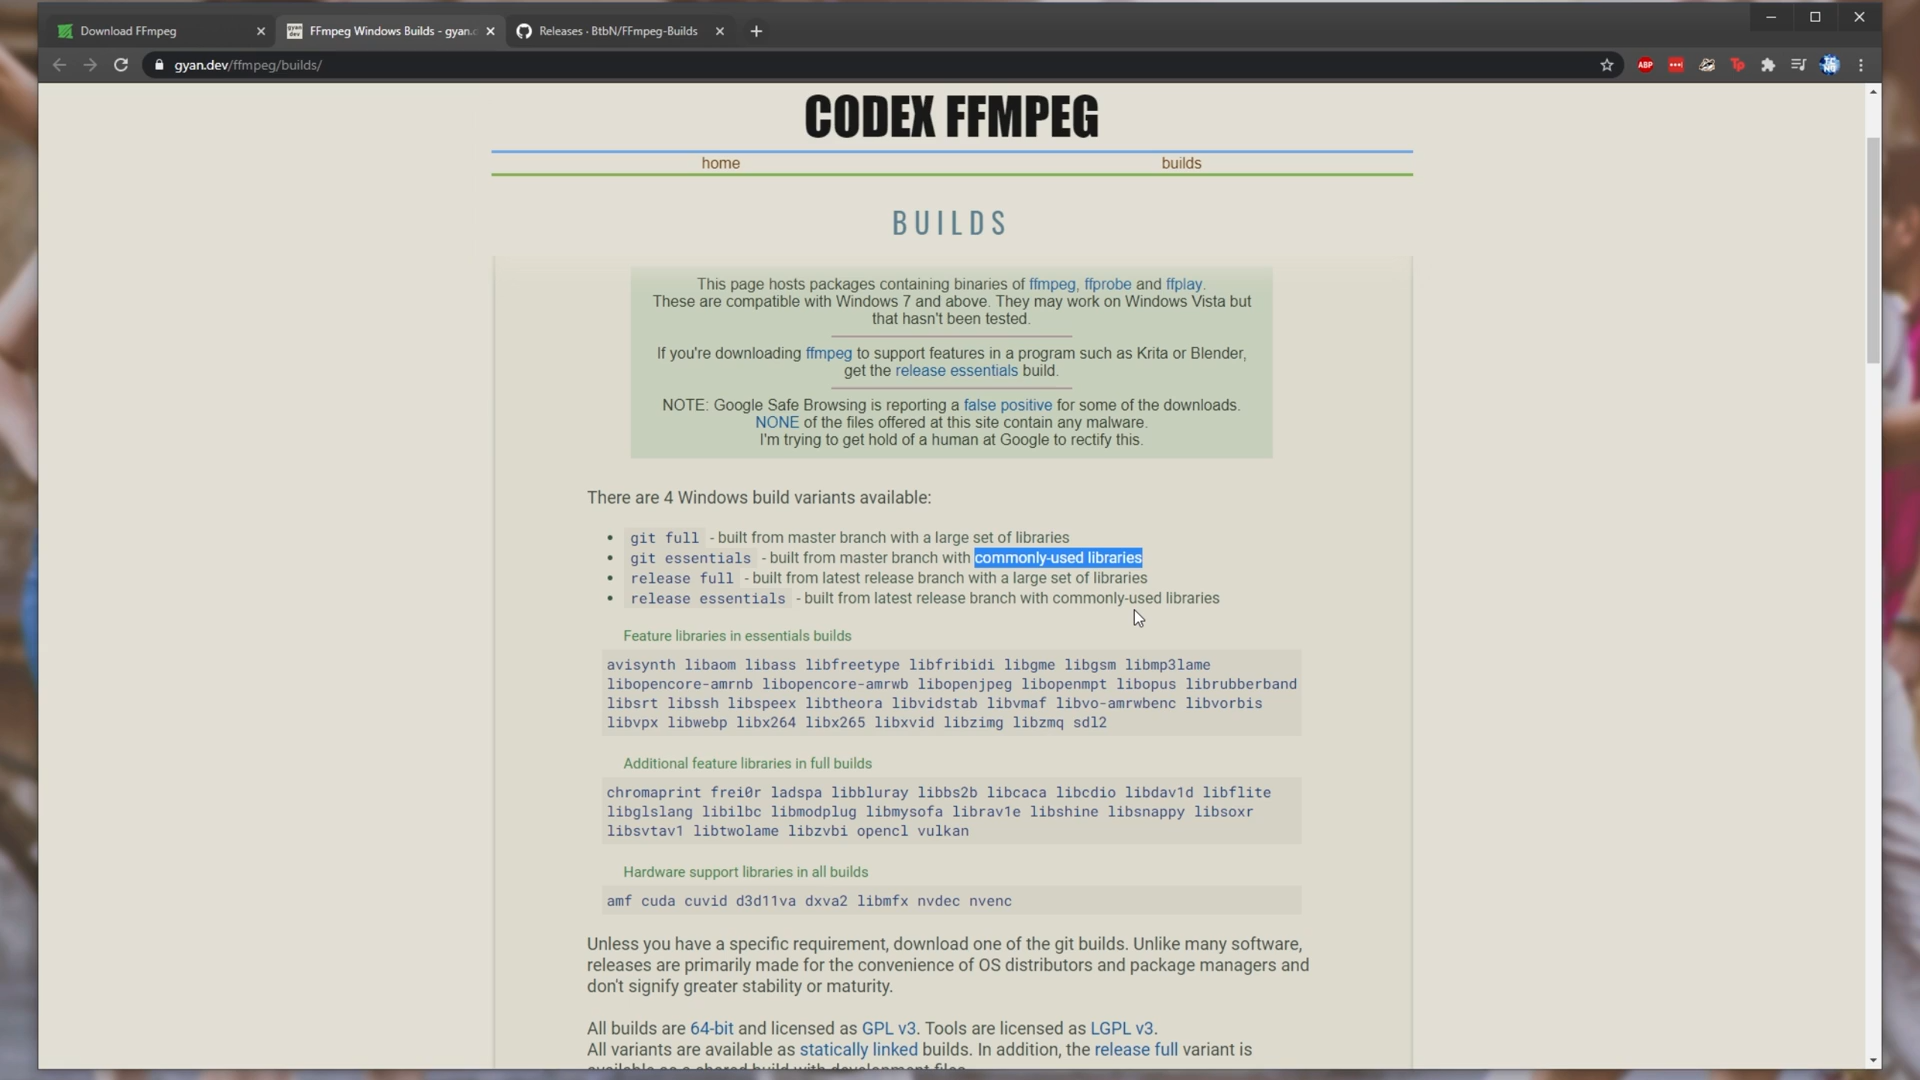 Download FFmpeg
FFmpeg Windows Builds - gyan.
Releases · BtbN/FFmpeg-Builds
gyan.dev/ffmpeg/builds/
ABP
CODEX FFMPEG
home
builds
BUILDS
This page hosts packages containing binaries of ffmpeg, ffprobe and ffplay.
These are compatible with Windows 7 and above. They may work on Windows Vista but
that hasn't been tested.
If you're downloading ffmpeg to support features in a program such as Krita or Blender,
get the release essentials build.
NOTE: Google Safe Browsing is reporting a false positive for some of the downloads.
NONE of the files offered at this site contain any malware.
I'm trying to get hold of a human at Google to rectify this.
There are 4 Windows build variants available:
• git full - built from master branch with a large set of libraries
• git essentials - built from master branch with commonly-used libraries
• release full - built from latest release branch with a large set of libraries
• release essentials - built from latest release branch with commonly-used libraries
Feature libraries in essentials builds
avisynth libaom libass libfreetype libfribidi libgme libgsm libmp3lame
libopencore-amrnb libopencore-amrwb libopenjpeg libopenmpt libopus librubberband
libsrt libssh libspeex libtheora libvidstab libvmaf libvo-amrwbenc libvorbis
libvpx libwebp libx264 libx265 libxvid libzimg libzmq sdl2
Additional feature libraries in full builds
chromaprint frei0r ladspa libbluray libbs2b libcaca libcdio libdav1d libflite
libglslang libilbc libmodplug libmysofa librav1e libshine libsnappy libsoxr
libsvtav1 libtwolame libzvbi opencl vulkan
Hardware support libraries in all builds
amf cuda cuvid d3d11va dxva2 libmfx nvdec nvenc
Unless you have a specific requirement, download one of the git builds. Unlike many software,
releases are primarily made for the convenience of OS distributors and package managers and
don't signify greater stability or maturity.
All builds are 64-bit and licensed as GPL v3. Tools are licensed as LGPL v3.
All variants are available as statically linked builds. In addition, the release full variant is
available as a shared build with development files.